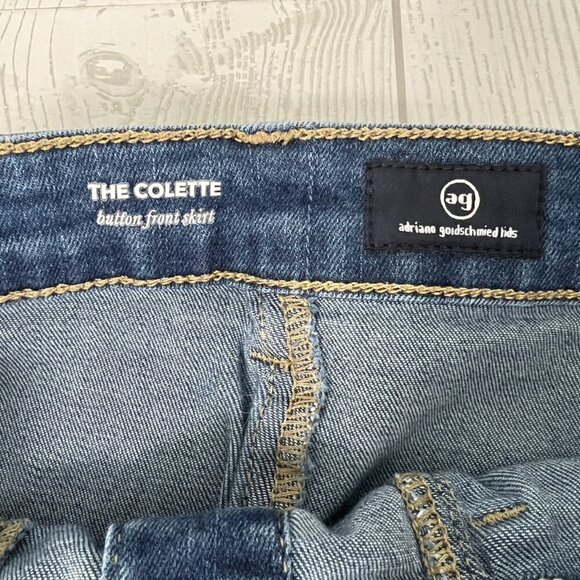 THE COLETTE
button front skirt
ag
adriano goldschmied kids